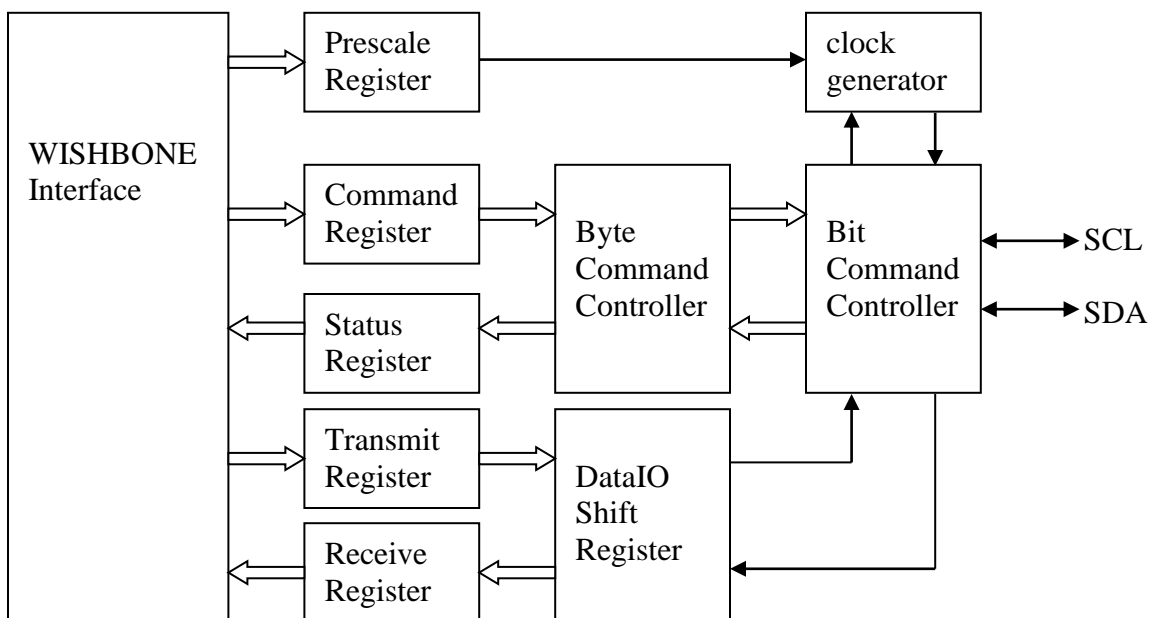 Prescale
Register
clock
generator
WISHBONE
Interface
Command
Register
Byte
Command
Controller
Bit
Command
Controller
SCL
SDA
Status
Register
Transmit
Register
DataIO
Shift
Register
Receive
Register